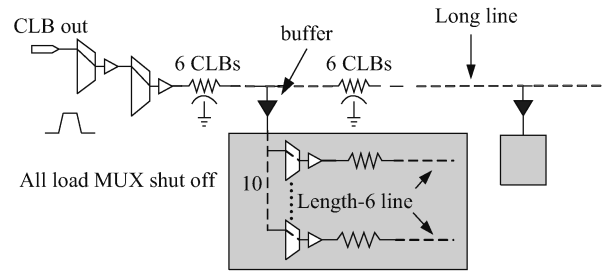 CLB out
buffer
Long line
6 CLBs
6 CLBs
All load MUX shut off
10
Length-6 line